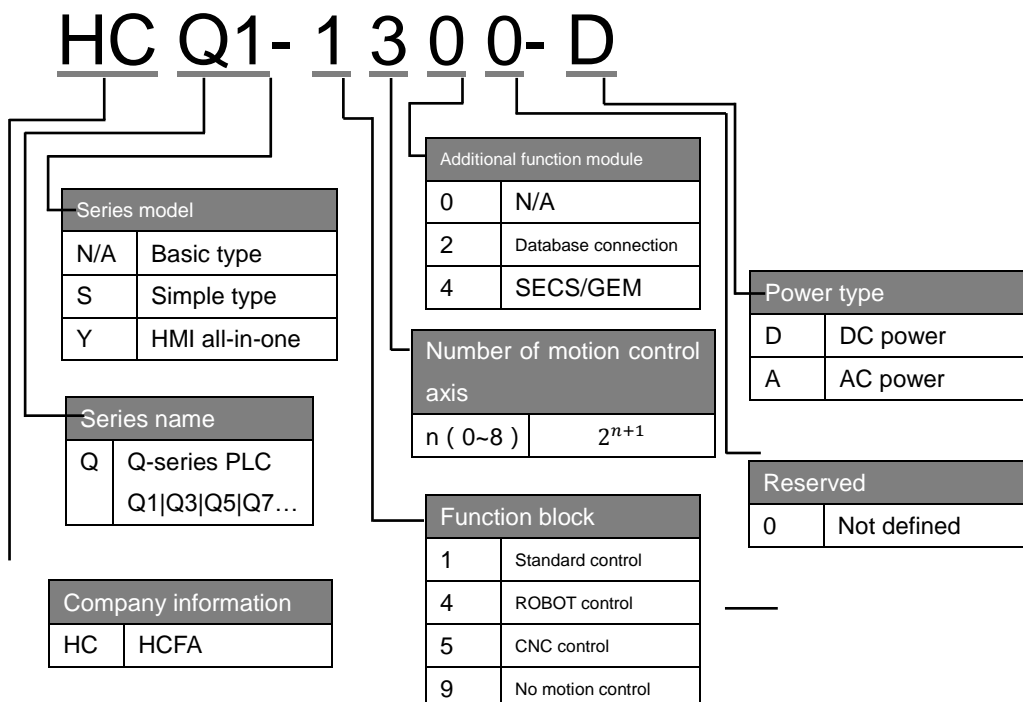 HC Q1- 1 3 0 0- D
Series model
N/A Basic type
S Simple type
Y HMI all-in-one
Series name
Q Q-series PLC
Q1|Q3|Q5|Q7…
Company information
HC HCFA
Additional function module
0 N/A
2 Database connection
4 SECS/GEM
Number of motion control
axis
n ( 0~8 ) 2^{n+1}
Function block
1 Standard control
4 ROBOT control
5 CNC control
9 No motion control
Power type
D DC power
A AC power
Reserved
0 Not defined